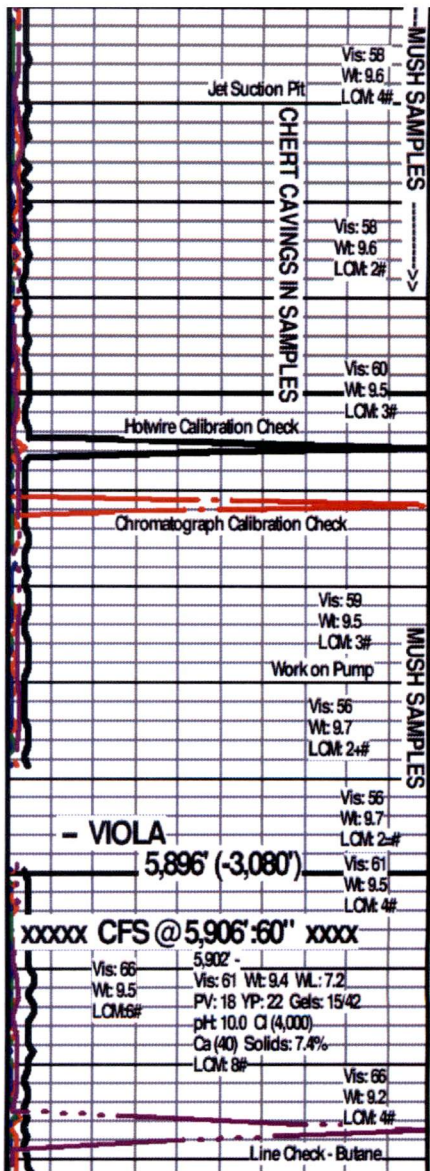 Vis: 58
Wt: 9.6
LCM: 4#
Jet Suction Pit
MUSH SAMPLES ---------->>
CHERT CAVINGS IN SAMPLES
Vis: 58
Wt: 9.6
LCM: 2#
Vis: 60
Wt: 9.5
LCM: 3#
Hotwire Calibration Check
Chromatograph Calibration Check
Vis: 59
Wt: 9.5
LCM: 3#
Work on Pump
MUSH SAMPLES
Vis: 56
Wt: 9.7
LCM: 2+#
Vis: 56
Wt: 9.7
LCM: 2=#
- VIOLA
5,896' (-3,080')
Vis: 61
Wt: 9.5
LCM: 4#
xxxxx CFS @ 5,906':60" xxxx
Vis: 66
Wt: 9.5
LCM:6#
5,902' -
Vis: 61 Wt: 9.4 WL: 7.2
PV: 18 YP: 22 Gels: 15/42
pH: 10.0 Cl (4,000)
Ca (40) Solids: 7.4%
LCM: 8#
Vis: 66
Wt: 9.2
LCM: 4#
Line Check - Butane